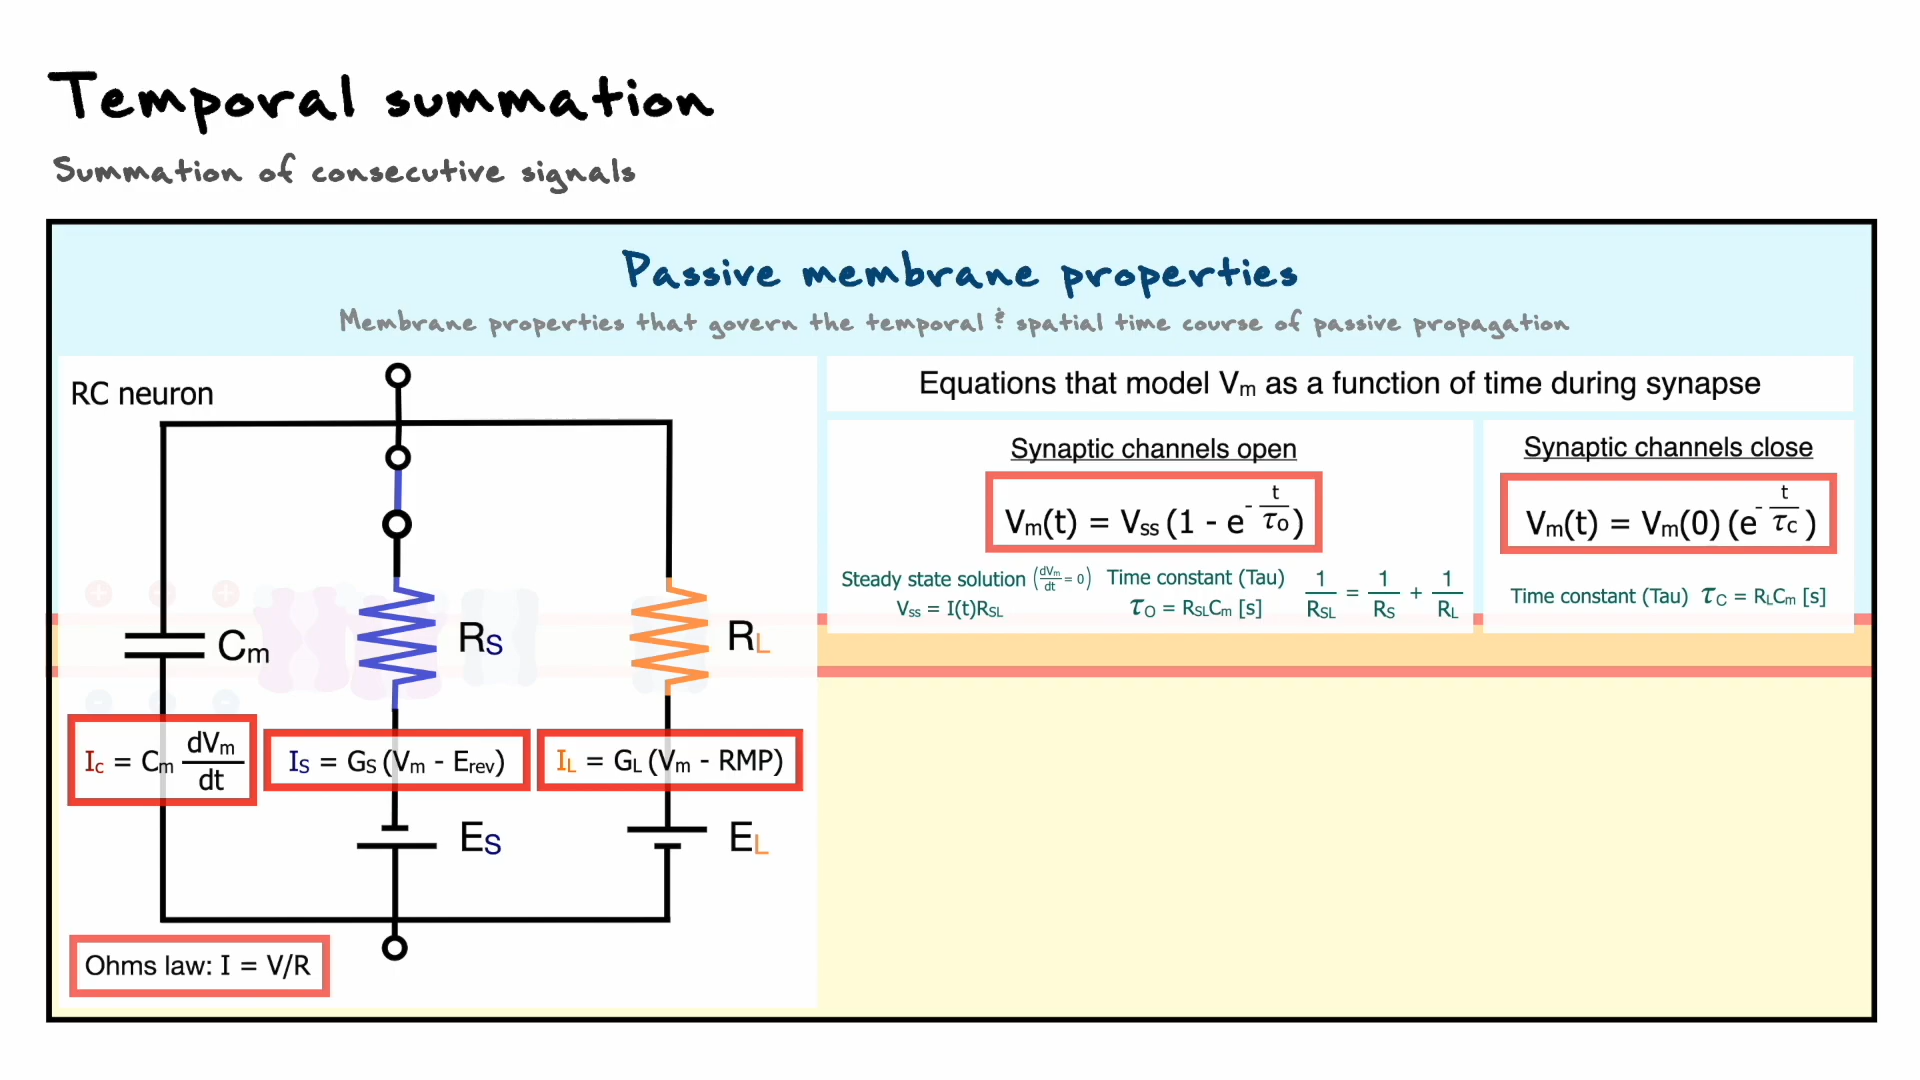 Temporal summation
Summation of consecutive signals
Passive membrane properties
Membrane properties that govern the temporal & spatial time course of passive propagation
RC neuron
Cm
RS
RL
Ic = Cm dVm/dt
IS = GS (Vm - Erev)
IL = GL (Vm - RMP)
ES
EL
Ohms law: I = V/R
Equations that model Vm as a function of time during synapse
Synaptic channels open
Vm(t) = Vss (1 - e^(-t/τo))
Steady state solution (dVm/dt = 0)
Vss = I(t)RSL
Time constant (Tau)
τO = RSLCm [s]
1/RSL = 1/RS + 1/RL
Synaptic channels close
Vm(t) = Vm(0) (e^(-t/τc))
Time constant (Tau) τC = RLCm [s]